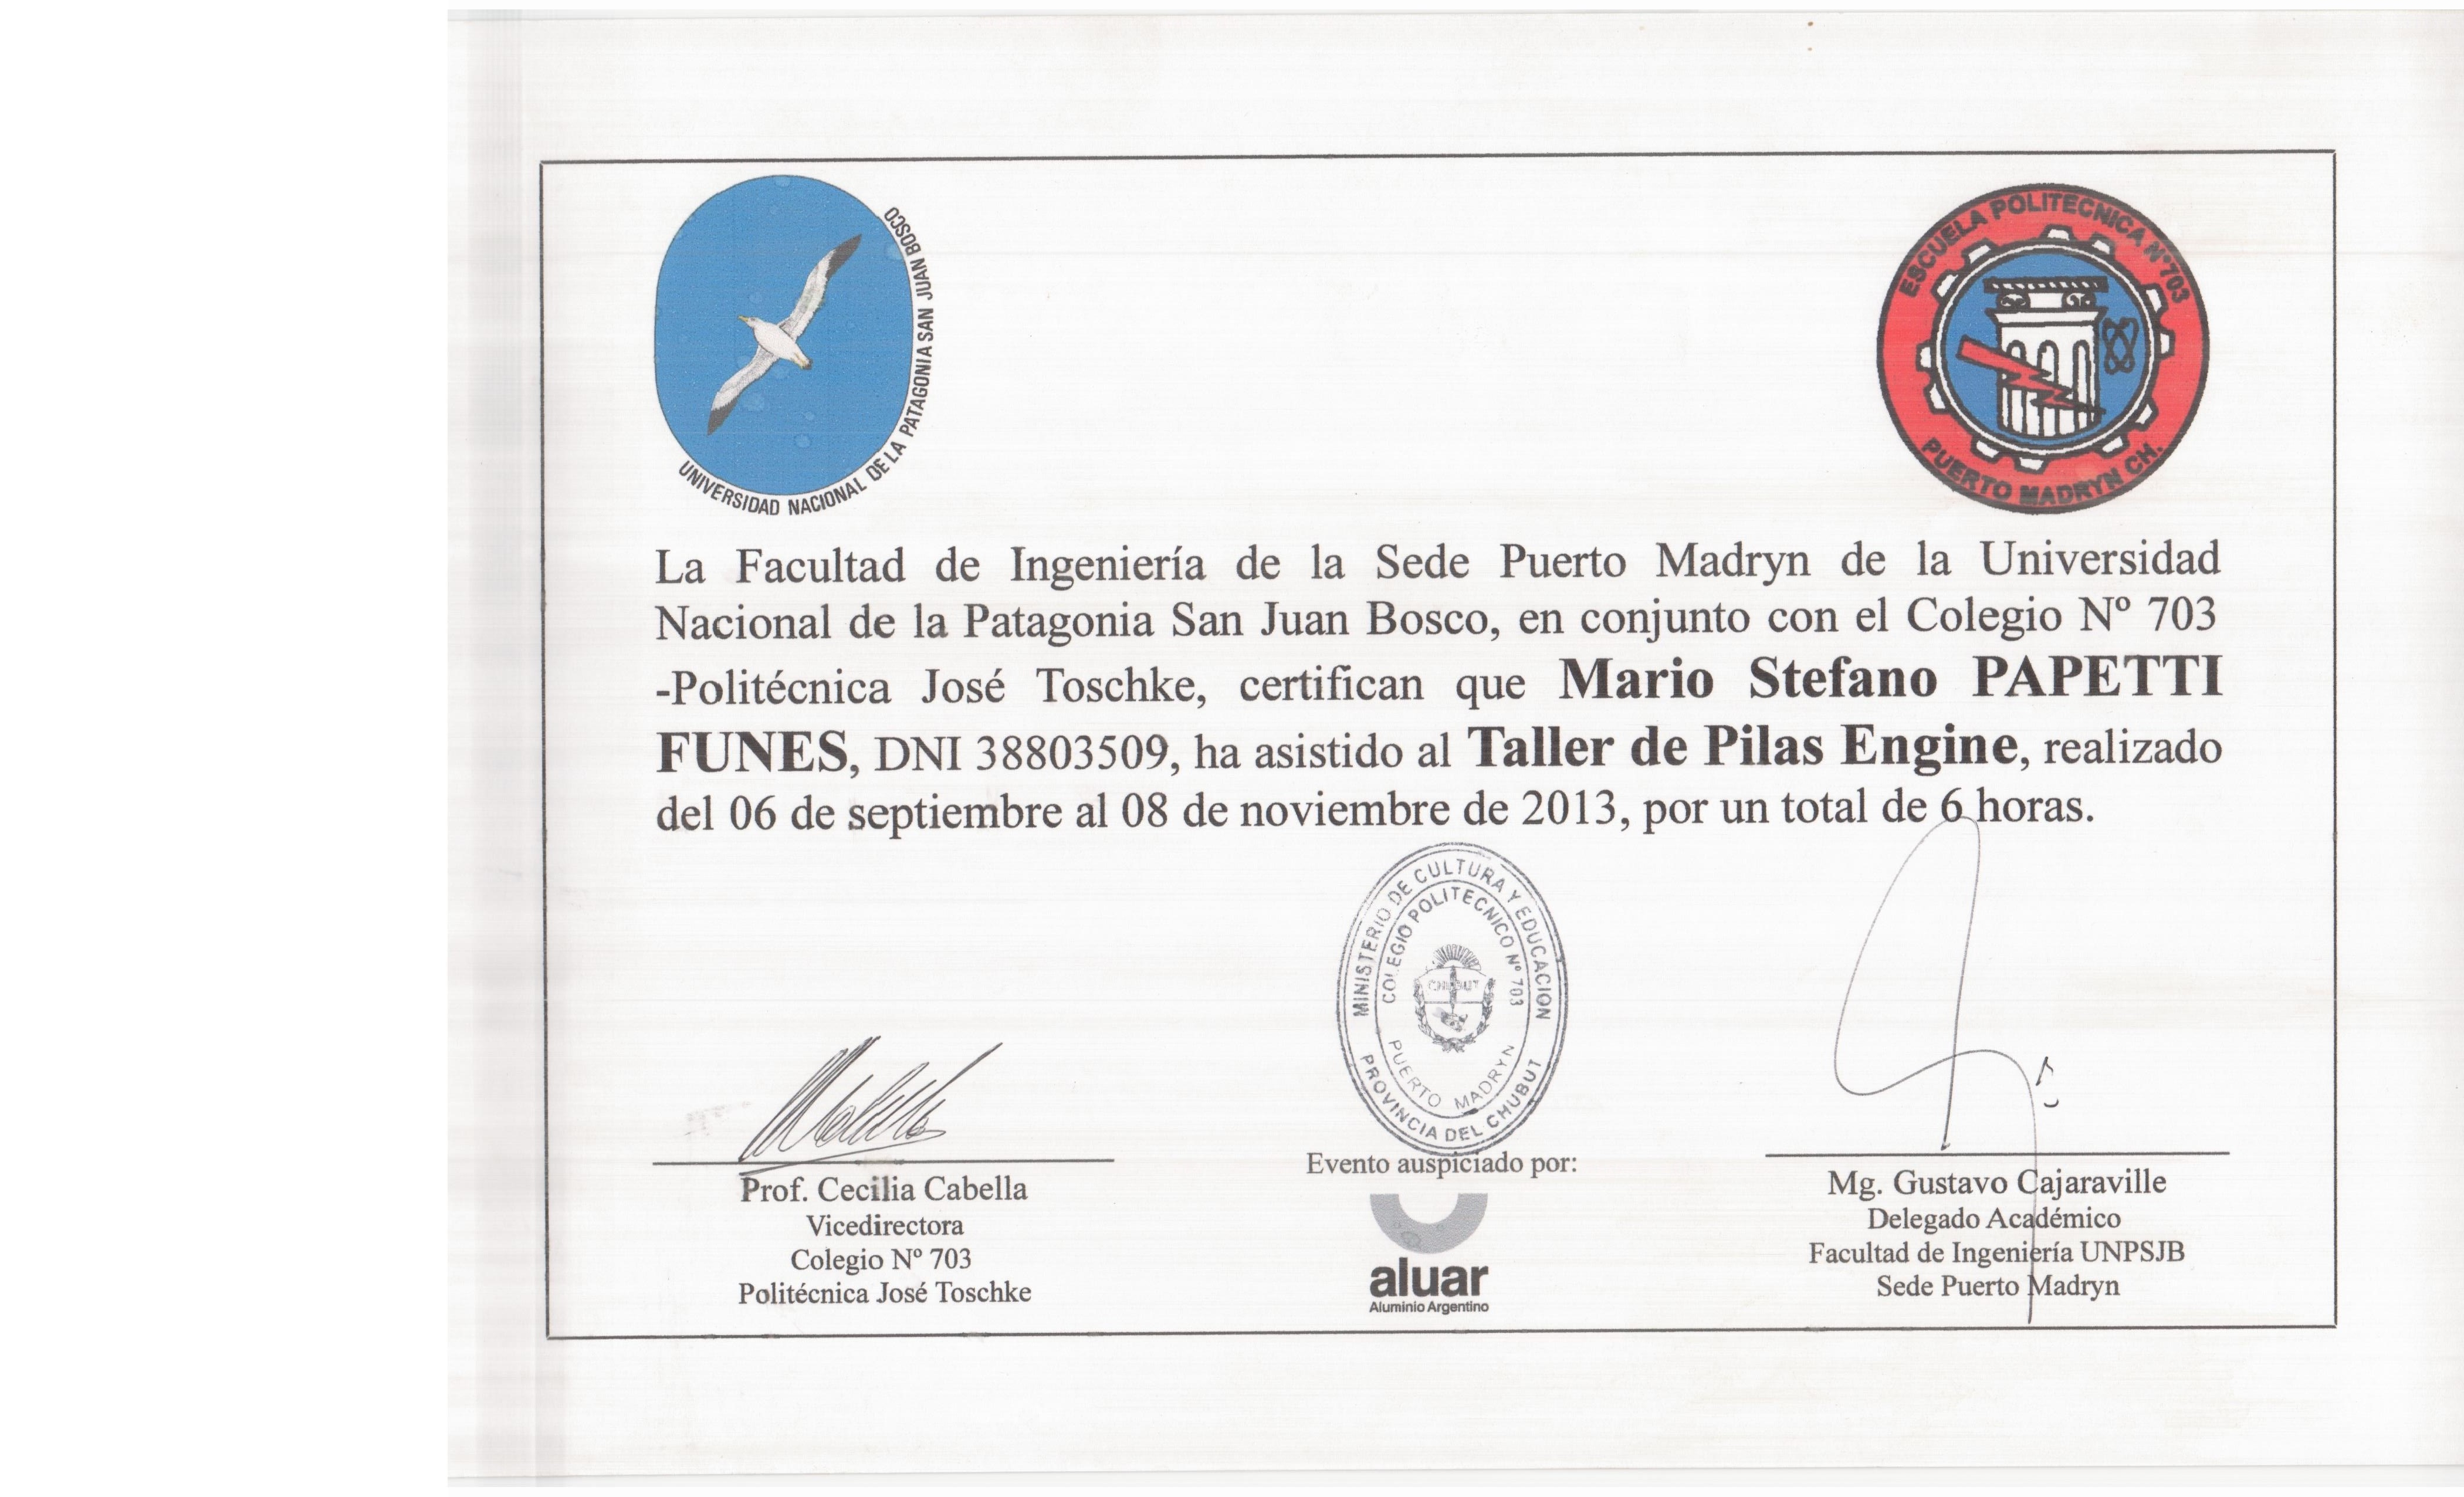 UNIVERSIDAD NACIONAL DE LA PATAGONIA SAN JUAN BOSCO
ESCUELA POLITECNICA Nº703
PUERTO MADRYN CH.
La Facultad de Ingeniería de la Sede Puerto Madryn de la Universidad
Nacional de la Patagonia San Juan Bosco, en conjunto con el Colegio Nº 703
-Politécnica José Toschke, certifican que Mario Stefano PAPETTI
FUNES, DNI 38803509, ha asistido al Taller de Pilas Engine, realizado
del 06 de septiembre al 08 de noviembre de 2013, por un total de 6 horas.
MINISTERIO DE CULTURA Y EDUCACION
COLEGIO POLITECNICO Nº 703
CHUBUT
PUERTO MADRYN
PROVINCIA DEL CHUBUT
Prof. Cecilia Cabella
Vicedirectora
Colegio Nº 703
Politécnica José Toschke
Evento auspiciado por:
aluar
Aluminio Argentino
Mg. Gustavo Cajaraville
Delegado Académico
Facultad de Ingeniería UNPSJB
Sede Puerto Madryn